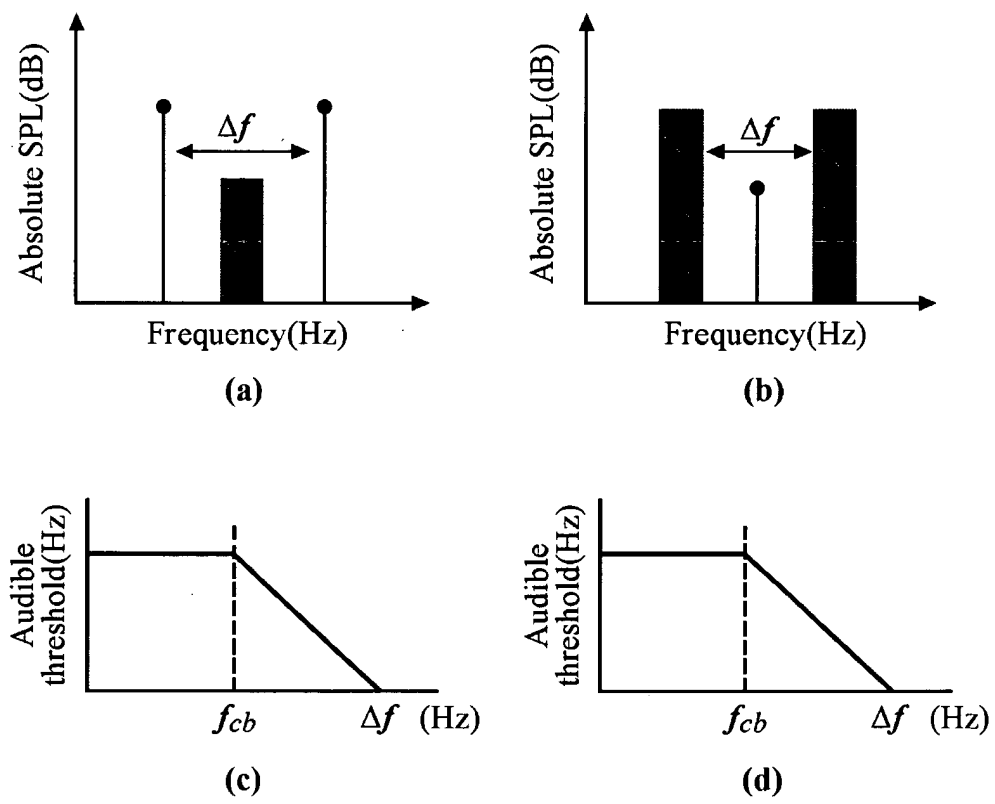 Absolute SPL(dB)
Δf
Frequency(Hz)
(a)
Absolute SPL(dB)
Δf
Frequency(Hz)
(b)
Audible
threshold(Hz)
fcb
Δf (Hz)
(c)
Audible
threshold(Hz)
fcb
Δf (Hz)
(d)